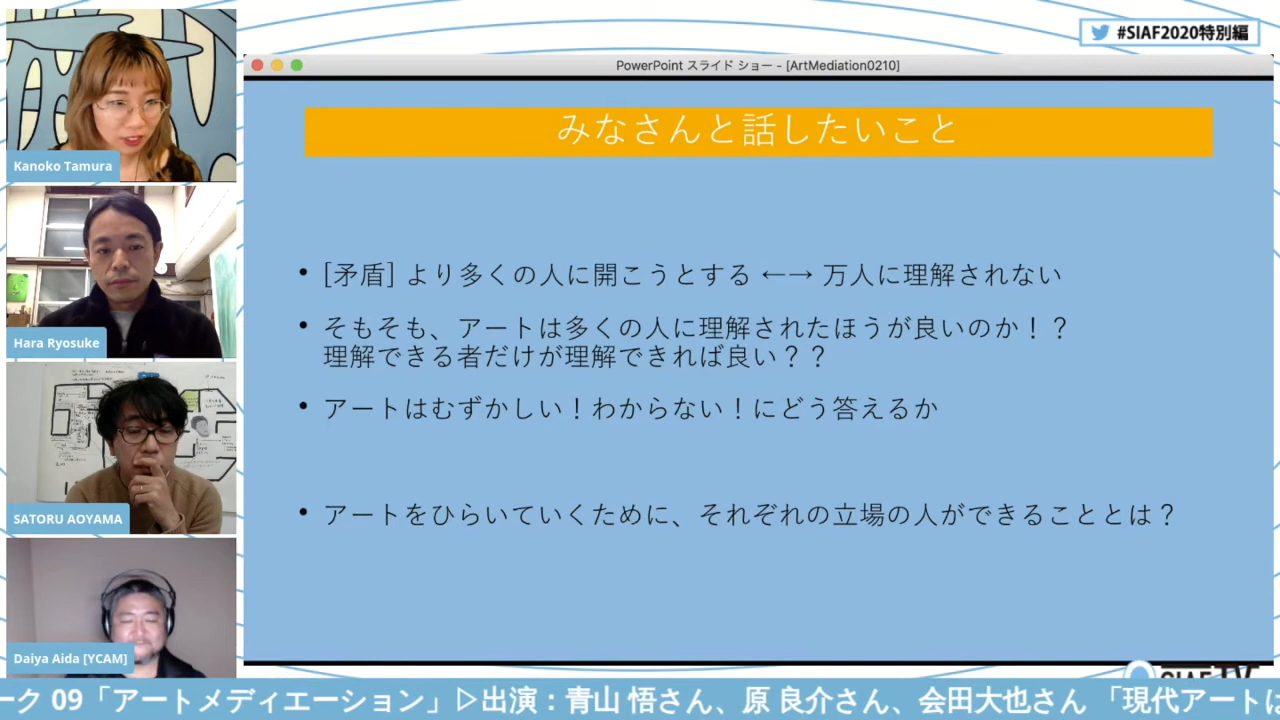 #SIAF2020特別編
PowerPoint スライド ショー - [ArtMediation0210]
みなさんと話したいこと
• [矛盾] より多くの人に開こうとする ←→ 万人に理解されない
• そもそも、アートは多くの人に理解されたほうが良いのか！？
理解できる者だけが理解できれば良い？？
• アートはむずかしい！わからない！にどう答えるか
• アートをひらいていくために、それぞれの立場の人ができることとは？
Kanoko Tamura
Hara Ryosuke
SATORU AOYAMA
Daiya Aida [YCAM]
ーク 09「アートメディエーション」▷出演：青山 悟さん、原 良介さん、会田大也さん 「現代アートは